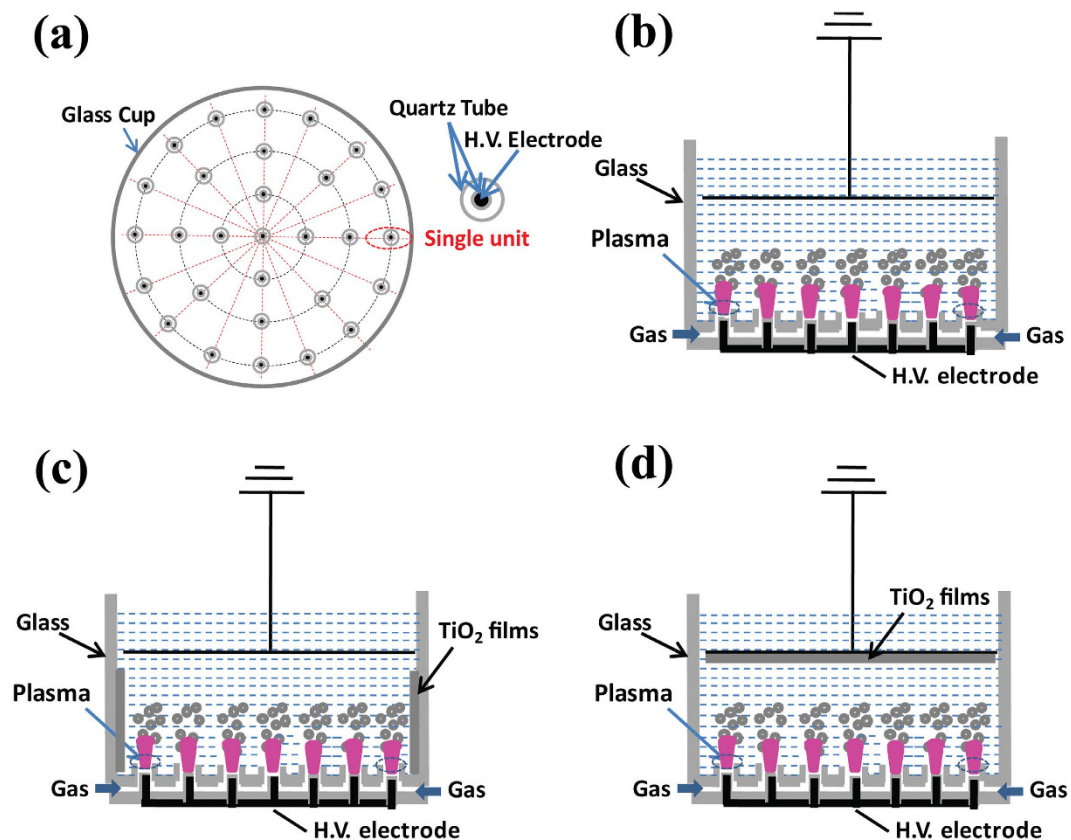 (a)
Glass Cup
Quartz Tube
H.V. Electrode
Single unit
(b)
Glass
Plasma
Gas
Gas
H.V. electrode
(c)
Glass
TiO₂ films
Plasma
Gas
Gas
H.V. electrode
(d)
TiO₂ films
Glass
Plasma
Gas
Gas
H.V. electrode